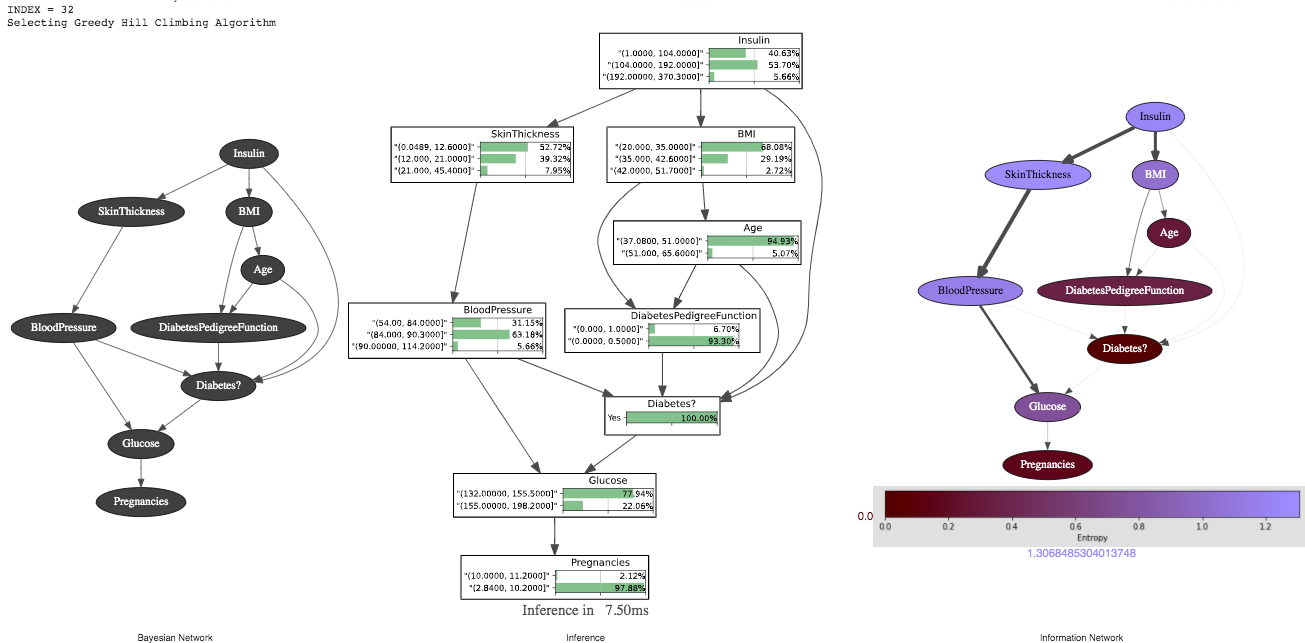 INDEX = 32
Selecting Greedy Hill Climbing Algorithm
Insulin
SkinThickness
BMI
Age
BloodPressure
DiabetesPedigreeFunction
Diabetes?
Glucose
Pregnancies
Bayesian Network
Insulin
"(1.0000, 104.0000]" 40.63%
"(104.0000, 192.0000]" 53.70%
"(192.00000, 370.3000]" 5.66%
SkinThickness
"(0.0489, 12.6000]" 52.72%
"(12.000, 21.0000]" 39.32%
"(21.000, 45.4000]" 7.95%
BMI
"(20.000, 35.0000]" 68.08%
"(35.000, 42.6000]" 29.19%
"(42.0000, 51.7000]" 2.72%
Age
"(37.0800, 51.0000]" 94.93%
"(51.000, 65.6000]" 5.07%
BloodPressure
"(54.00, 84.0000]" 31.15%
"(84.000, 90.3000]" 63.18%
"(90.00000, 114.2000]" 5.66%
DiabetesPedigreeFunction
"(0.000, 1.0000]" 6.70%
"(0.0000, 0.5000]" 93.30%
Diabetes?
Yes 100.00%
Glucose
"(132.00000, 155.5000]" 77.94%
"(155.00000, 198.2000]" 22.06%
Pregnancies
"(10.0000, 11.2000]" 2.12%
"(2.8400, 10.2000]" 97.88%
Inference in 7.50ms
Inference
Insulin
SkinThickness
BMI
Age
BloodPressure
DiabetesPedigreeFunction
Diabetes?
Glucose
Pregnancies
0.0
0.0 0.2 0.4 0.6 0.8 1.0 1.2
Entropy
1.3068485304013748
Information Network